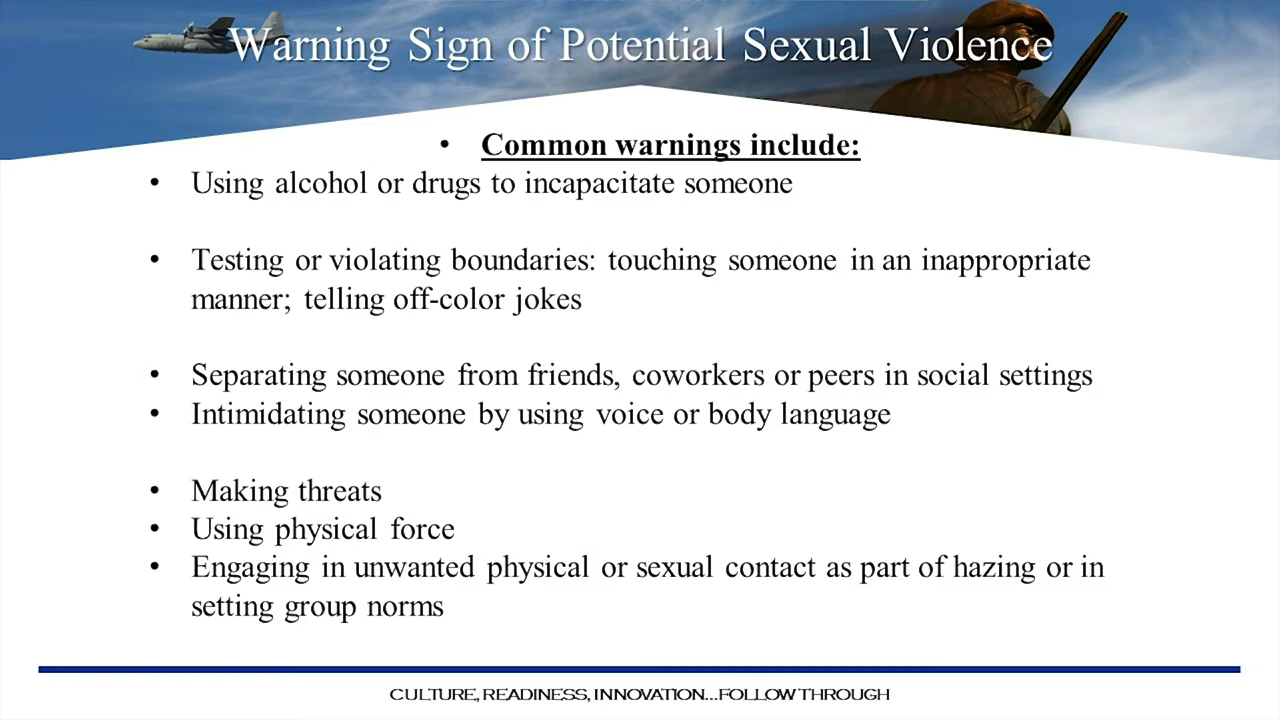 Warning Sign of Potential Sexual Violence
• Common warnings include:
• Using alcohol or drugs to incapacitate someone
• Testing or violating boundaries: touching someone in an inappropriate
manner; telling off-color jokes
• Separating someone from friends, coworkers or peers in social settings
• Intimidating someone by using voice or body language
• Making threats
• Using physical force
• Engaging in unwanted physical or sexual contact as part of hazing or in
setting group norms
CULTURE, READINESS, INNOVATION...FOLLOW THROUGH